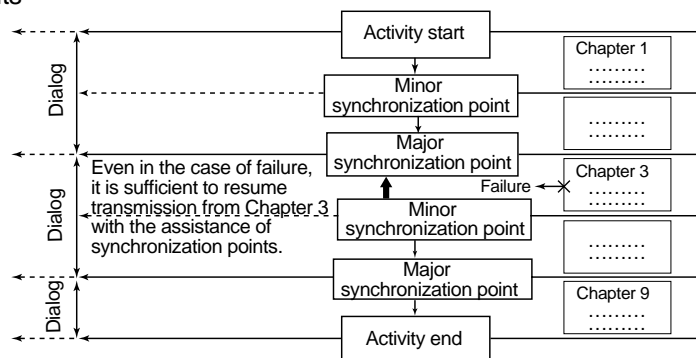 Activity start
Chapter 1
.........
.........
Dialog
Minor
synchronization point
.........
.........
Major
synchronization point
Even in the case of failure,
it is sufficient to resume
transmission from Chapter 3
with the assistance of
synchronization points.
Failure
Chapter 3
.........
.........
Dialog
Minor
synchronization point
.........
.........
Major
synchronization point
Chapter 9
.........
.........
Dialog
Activity end